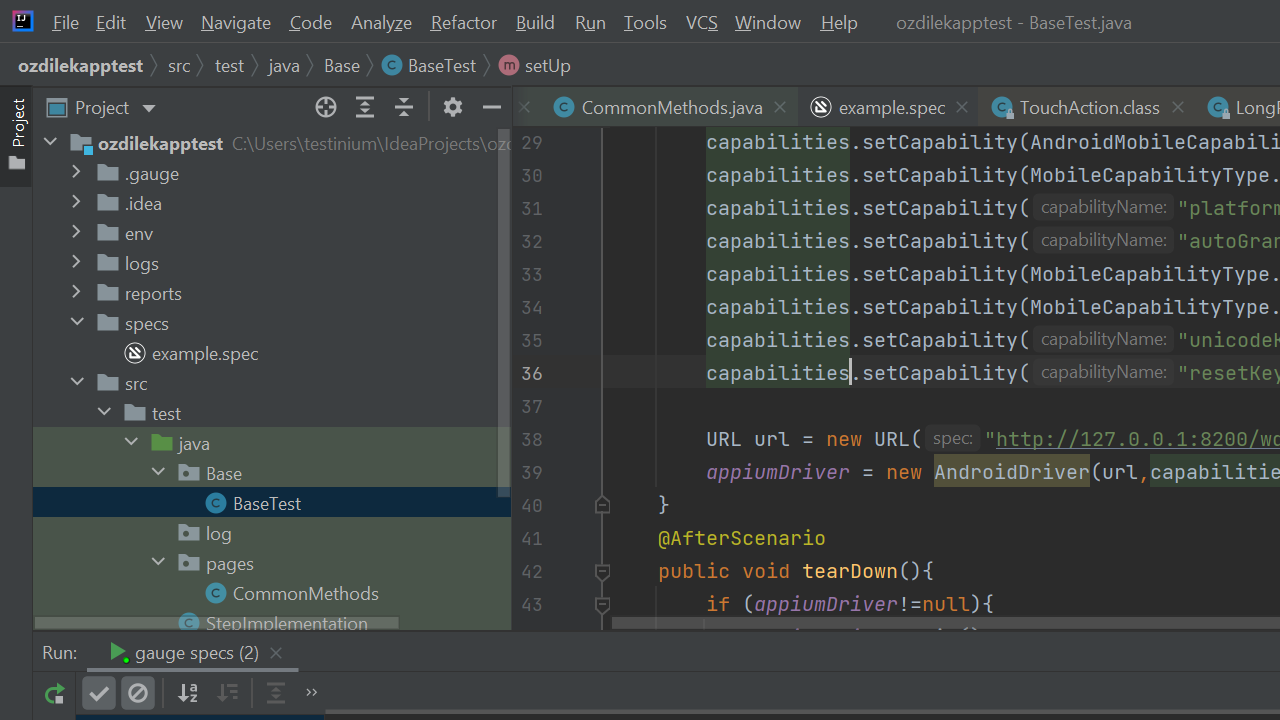 File Edit View Navigate Code Analyze Refactor Build Run Tools VCS Window Help ozdilekapptest - BaseTest.java
ozdilekapptest src test java Base BaseTest setUp
Project
Project
CommonMethods.java example.spec TouchAction.class
ozdilekapptest C:\Users\testinium\IdeaProjects\
.gauge
.idea
env
logs
reports
specs
example.spec
src
test
java
Base
BaseTest
log
pages
CommonMethods
StepImplementation
29 capabilities.setCapability(AndroidMobileCapabili
30 capabilities.setCapability(MobileCapabilityType.
31 capabilities.setCapability( capabilityName: "platform
32 capabilities.setCapability( capabilityName: "autoGran
33 capabilities.setCapability(MobileCapabilityType.
34 capabilities.setCapability(MobileCapabilityType.
35 capabilities.setCapability( capabilityName: "unicodeK
36 capabilities.setCapability( capabilityName: "resetKey
37
38 URL url = new URL( spec: "http://127.0.0.1:8200/wd
39 appiumDriver = new AndroidDriver(url,capabilitie
40 }
41 @AfterScenario
42 public void tearDown(){
43 if (appiumDriver!=null){
Run: gauge specs (2)